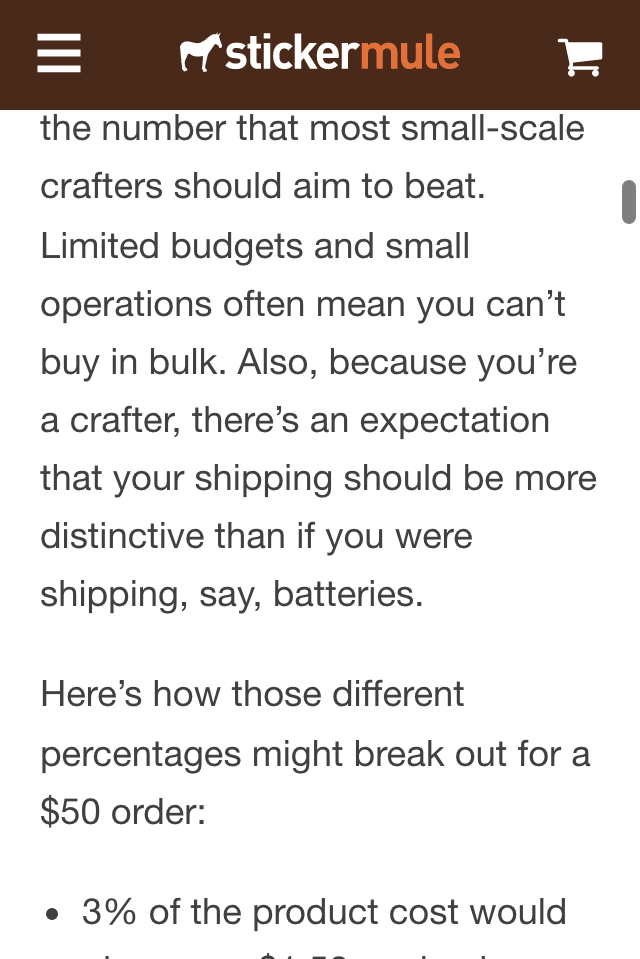 stickermule
the number that most small-scale
crafters should aim to beat.
Limited budgets and small
operations often mean you can’t
buy in bulk. Also, because you’re
a crafter, there’s an expectation
that your shipping should be more
distinctive than if you were
shipping, say, batteries.
Here’s how those different
percentages might break out for a
$50 order:
• 3% of the product cost would